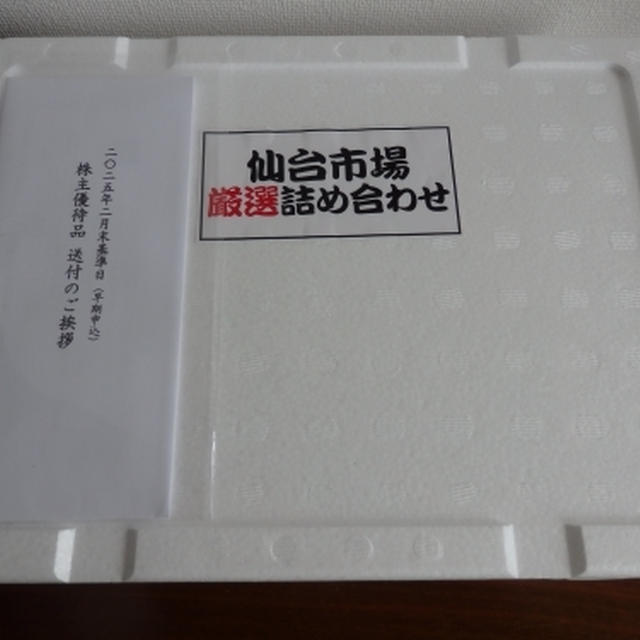 二〇二五年二月末基準日(早期申込)
株主優待品 送付のご挨拶
仙台市場
厳選詰め合わせ